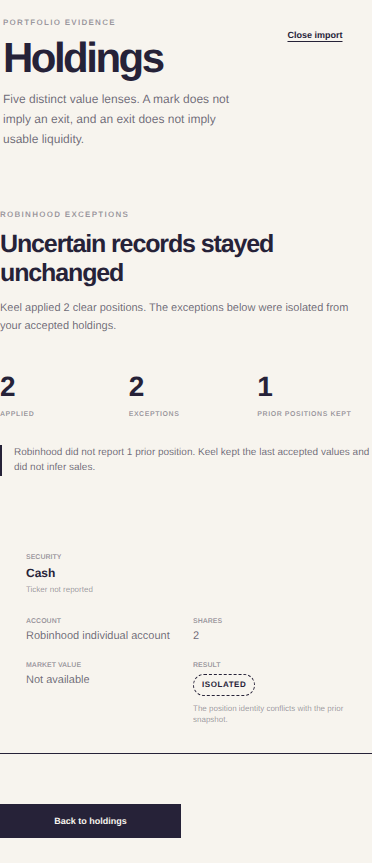 PORTFOLIO EVIDENCE
Close import
Holdings
Five distinct value lenses. A mark does not
imply an exit, and an exit does not imply
usable liquidity.
ROBINHOOD EXCEPTIONS
Uncertain records stayed
unchanged
Keel applied 2 clear positions. The exceptions below were isolated from
your accepted holdings.
2 2 1
APPLIED EXCEPTIONS PRIOR POSITIONS KEPT
Robinhood did not report 1 prior position. Keel kept the last accepted values and
did not infer sales.
SECURITY
Cash
Ticker not reported
ACCOUNT SHARES
Robinhood individual account 2
MARKET VALUE RESULT
Not available ISOLATED
The position identity conflicts with the prior
snapshot.
Back to holdings